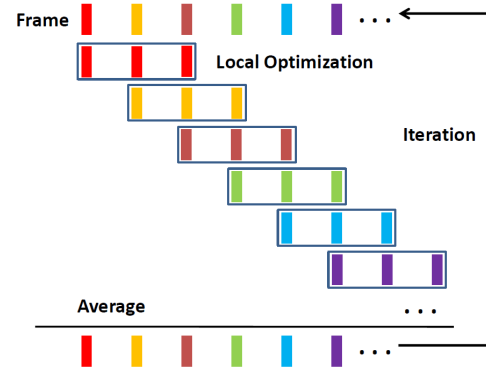 Frame ...
Local Optimization
Iteration
Average
...
...